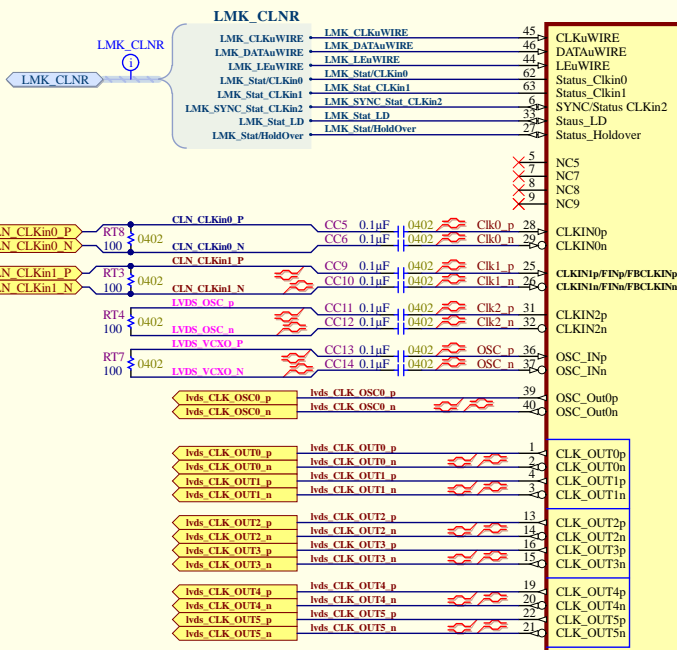 LMK_CLNR
LMK_CLNR
LMK_CLNR
LMK_CLKuWIRE LMK_CLKuWIRE 45 CLKuWIRE
LMK_DATAuWIRE LMK_DATAuWIRE 46 DATAuWIRE
LMK_LEuWIRE LMK_LEuWIRE 44 LEuWIRE
LMK_Stat/CLKin0 LMK_Stat/CLKin0 62 Status_Clkin0
LMK_Stat_CLKin1 LMK_Stat_CLKin1 63 Status_Clkin1
LMK_SYNC_Stat_CLKin2 LMK_SYNC_Stat_CLKin2 6 SYNC/Status CLKin2
LMK_Stat_LD LMK_Stat_LD 33 Staus_LD
LMK_Stat/HoldOver LMK_Stat/HoldOver 27 Status_Holdover
5 NC5
7 NC7
8 NC8
9 NC9
N_CLKin0_P RT8 0402 CLN_CLKin0_P CC5 0.1µF 0402 Clk0_p 28 CLKIN0p
N_CLKin0_N 100 CLN_CLKin0_N CC6 0.1µF 0402 Clk0_n 29 CLKIN0n
N_CLKin1_P RT3 0402 CLN_CLKin1_P CC9 0.1µF 0402 Clk1_p 25 CLKIN1p/FINp/FBCLKINp
N_CLKin1_N 100 CLN_CLKin1_N CC10 0.1µF 0402 Clk1_n 26 CLKIN1n/FINn/FBCLKINn
RT4 0402 LVDS_OSC_p CC11 0.1µF 0402 Clk2_p 31 CLKIN2p
100 LVDS_OSC_n CC12 0.1µF 0402 Clk2_n 32 CLKIN2n
RT7 0402 LVDS_VCXO_P CC13 0.1µF 0402 OSC_p 36 OSC_INp
100 LVDS_VCXO_N CC14 0.1µF 0402 OSC_n 37 OSC_INn
lvds_CLK_OSC0_p lvds_CLK_OSC0_p 39 OSC_Out0p
lvds_CLK_OSC0_n lvds_CLK_OSC0_n 40 OSC_Out0n
lvds_CLK_OUT0_p lvds_CLK_OUT0_p 1 CLK_OUT0p
lvds_CLK_OUT0_n lvds_CLK_OUT0_n 2 CLK_OUT0n
lvds_CLK_OUT1_p lvds_CLK_OUT1_p 4 CLK_OUT1p
lvds_CLK_OUT1_n lvds_CLK_OUT1_n 3 CLK_OUT1n
lvds_CLK_OUT2_p lvds_CLK_OUT2_p 13 CLK_OUT2p
lvds_CLK_OUT2_n lvds_CLK_OUT2_n 14 CLK_OUT2n
lvds_CLK_OUT3_p lvds_CLK_OUT3_p 16 CLK_OUT3p
lvds_CLK_OUT3_n lvds_CLK_OUT3_n 15 CLK_OUT3n
lvds_CLK_OUT4_p lvds_CLK_OUT4_p 19 CLK_OUT4p
lvds_CLK_OUT4_n lvds_CLK_OUT4_n 20 CLK_OUT4n
lvds_CLK_OUT5_p lvds_CLK_OUT5_p 22 CLK_OUT5p
lvds_CLK_OUT5_n lvds_CLK_OUT5_n 21 CLK_OUT5n